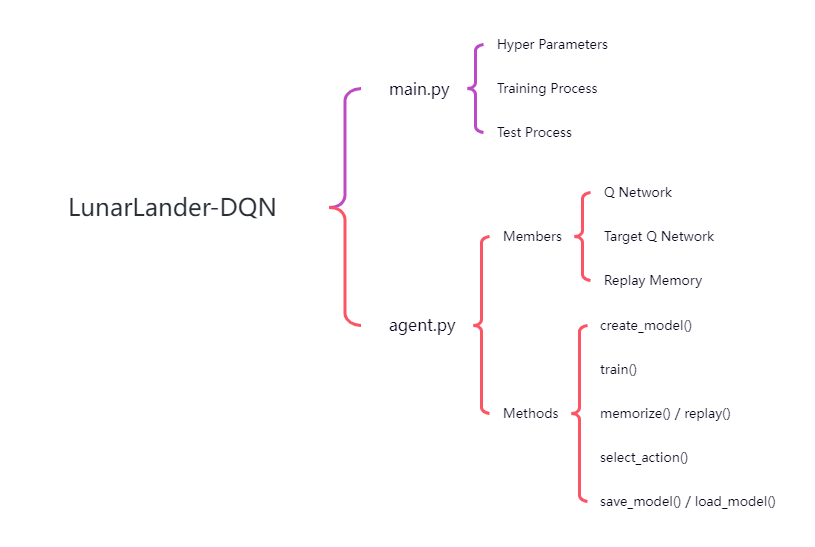 LunarLander-DQN
main.py
Hyper Parameters
Training Process
Test Process
agent.py
Members
Q Network
Target Q Network
Replay Memory
Methods
create_model()
train()
memorize() / replay()
select_action()
save_model() / load_model()